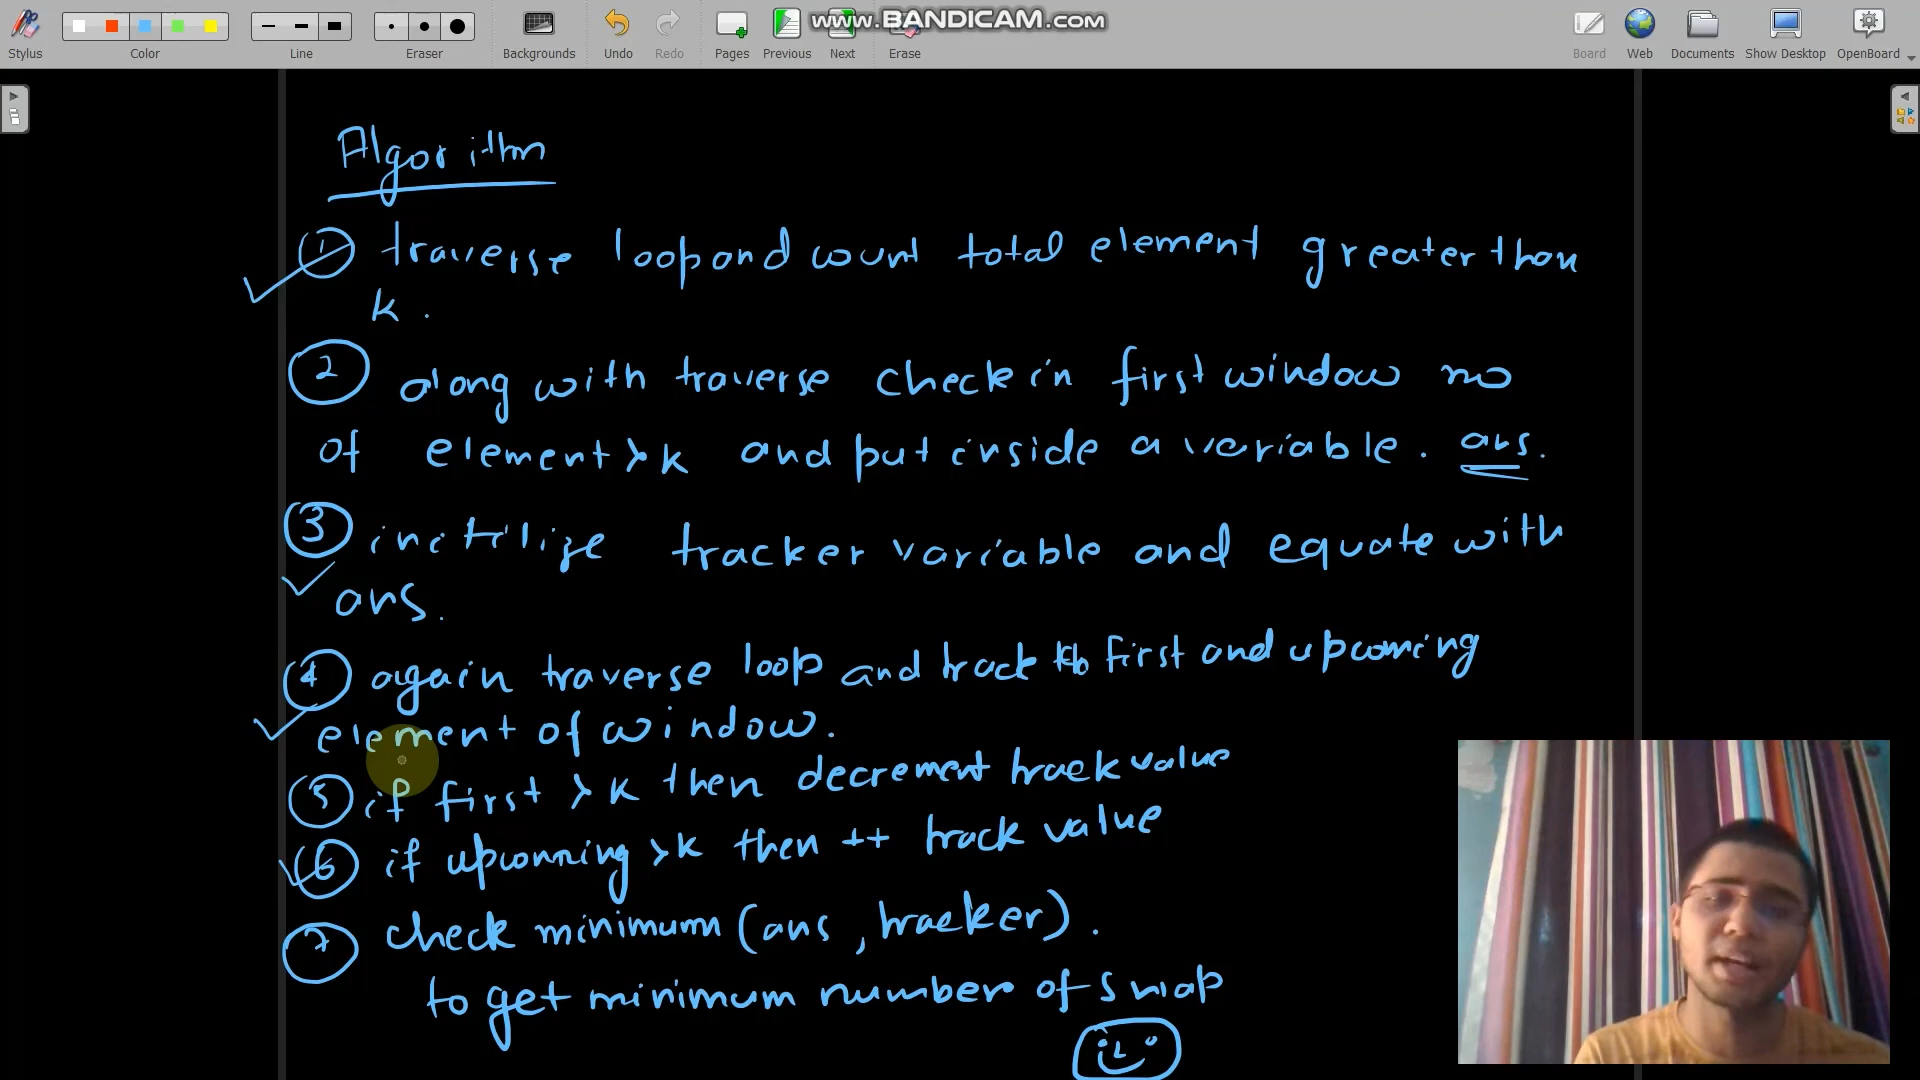 www.BANDICAM.com
Stylus
Color
Line
Eraser
Backgrounds
Undo
Redo
Pages
Previous
Next
Erase
Board
Web
Documents
Show Desktop
OpenBoard
Algorithm
1 traverse loop and count total element greater than
k.
2 along with traverse check in first window no
of element > k and put inside a variable. ans.
3 initilize tracker variable and equate with
ans.
4 again traverse loop and track first and upcoming
element of window.
5 if first > k then decrement track value
6 if upcoming > k then ++ track value
7 check minimum (ans, tracker).
to get minimum number of swap